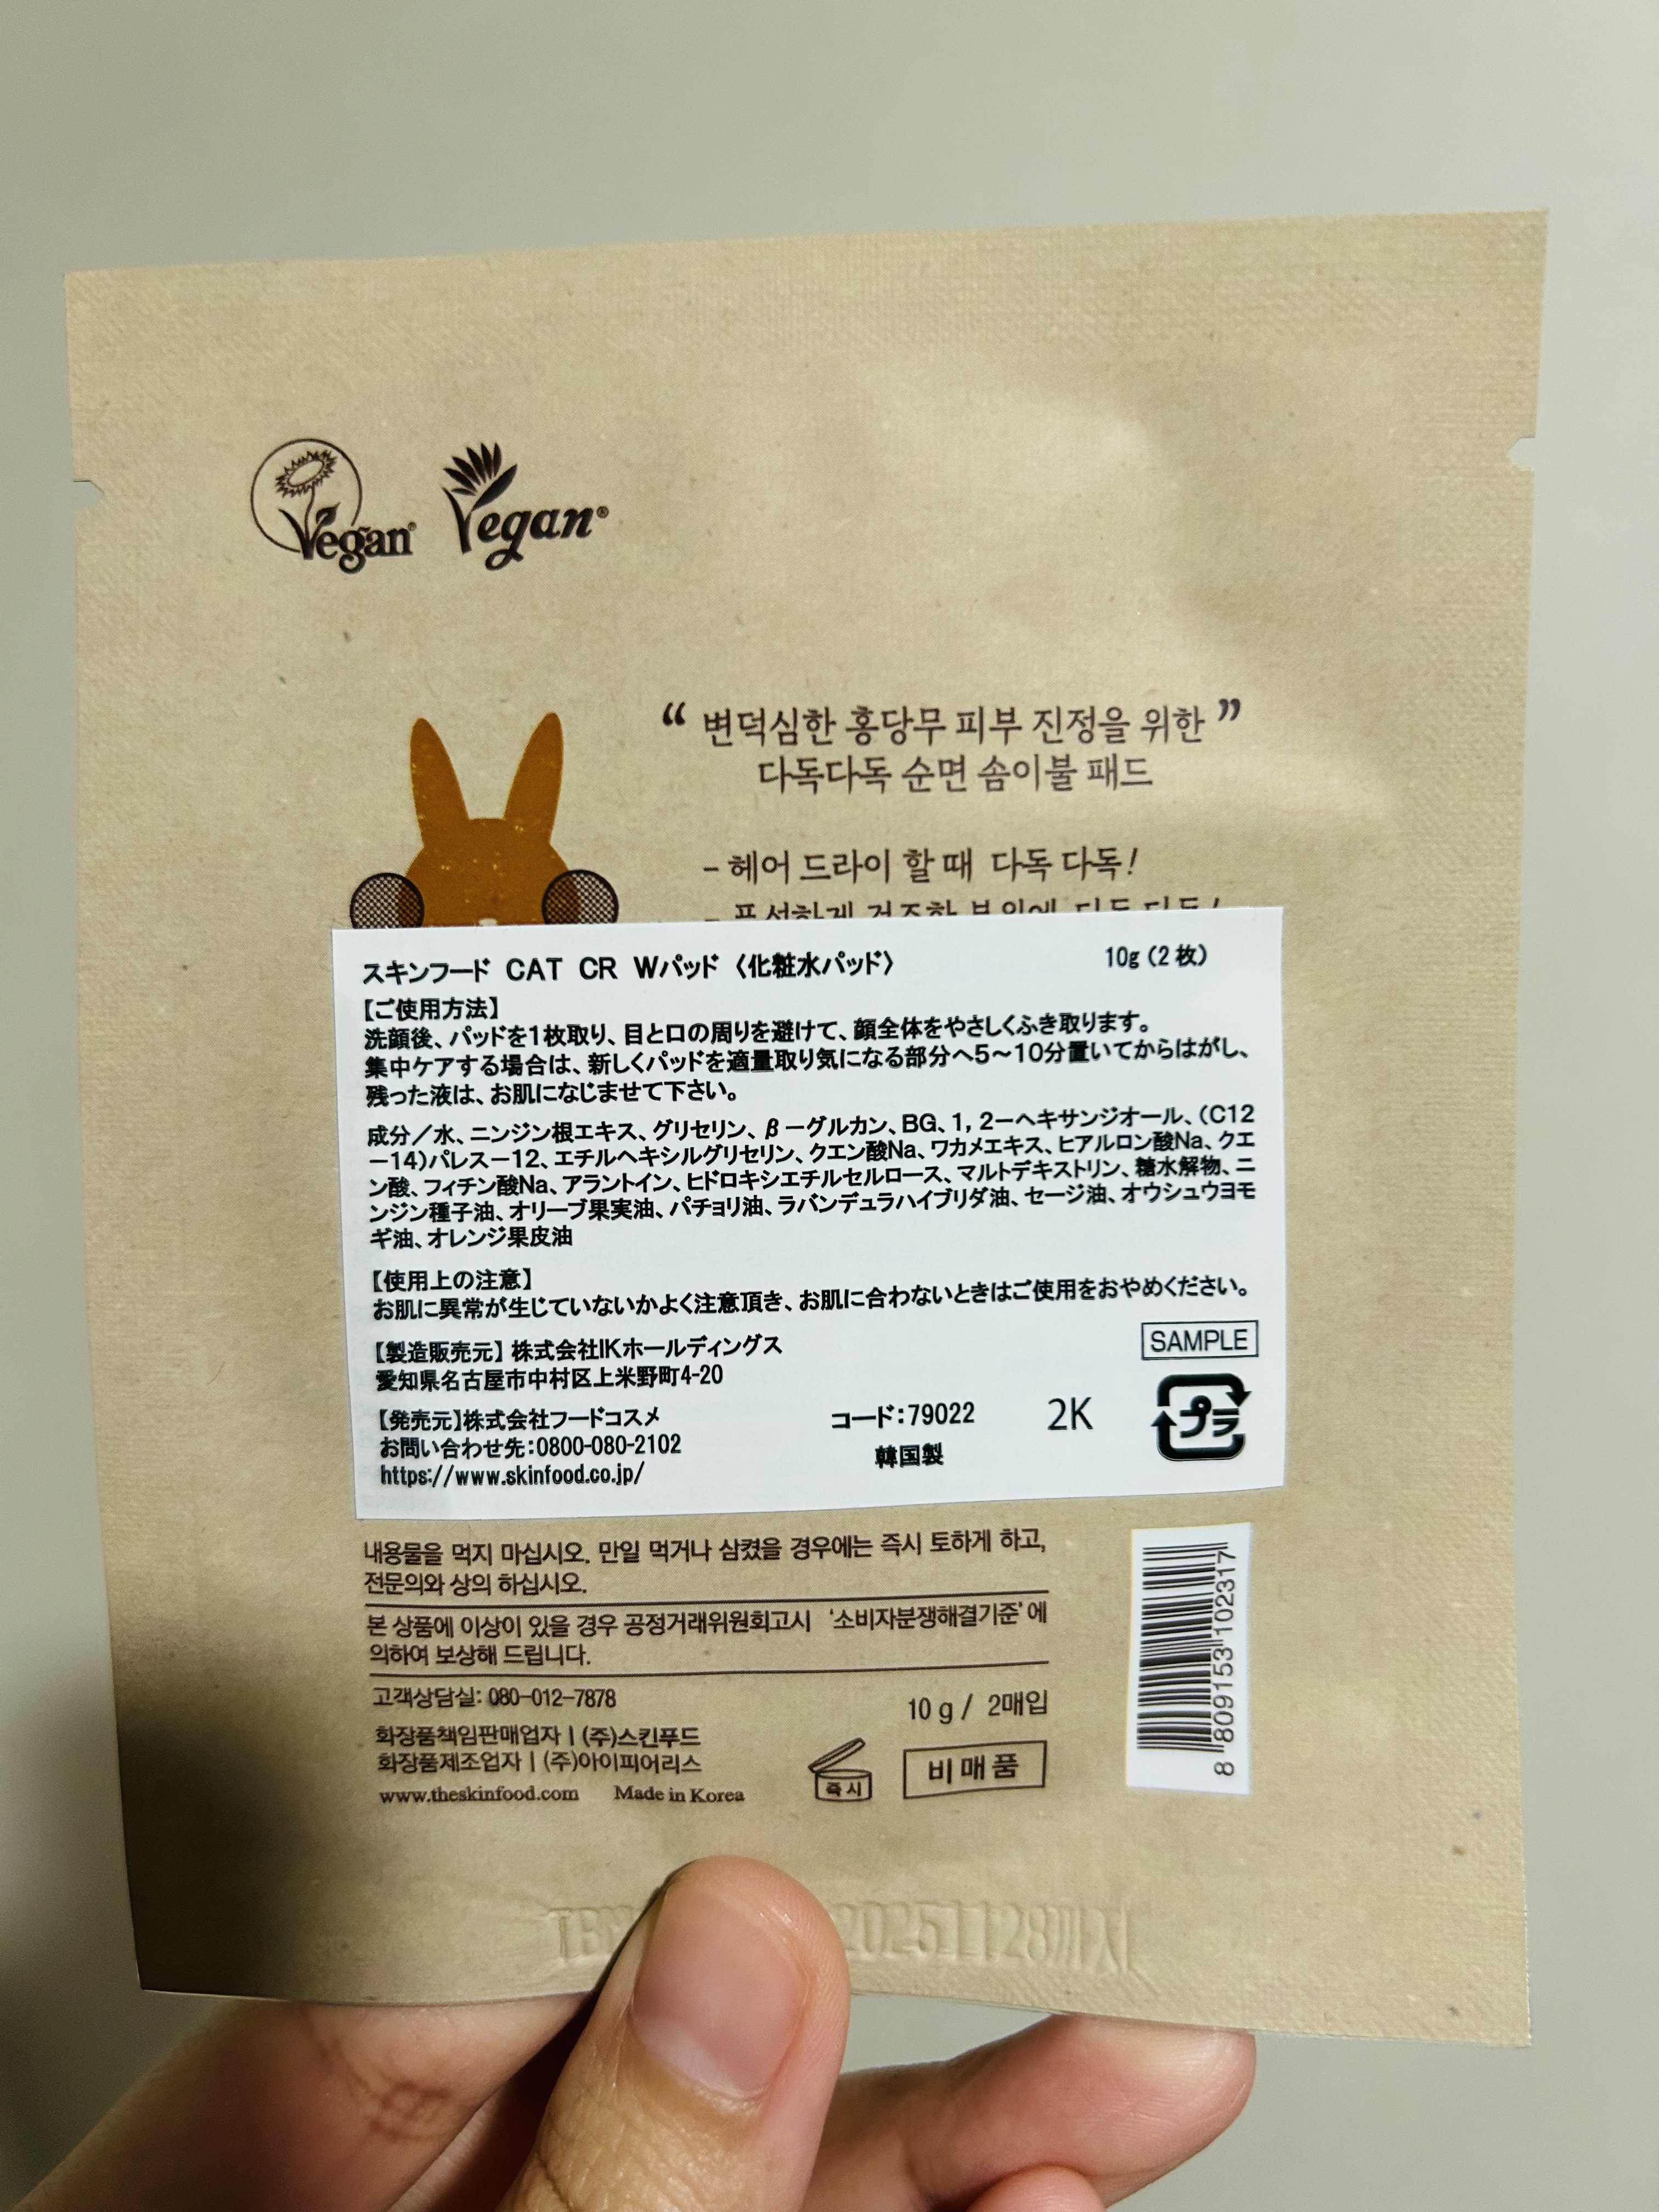 Vegan®
Vegan®
“ 변덕심한 홍당무 피부 진정을 위한 ”
다독다독 순면 솜이불 패드
- 헤어 드라이 할 때 다독 다독!
スキンフード CAT CR Wパッド〈化粧水パッド〉
10g（2枚）
【ご使用方法】
洗顔後、パッドを1枚取り、目と口の周りを避けて、顔全体をやさしくふき取ります。
集中ケアする場合は、新しくパッドを適量取り気になる部分へ5～10分置いてからはがし、
残った液は、お肌になじませて下さい。
成分／水、ニンジン根エキス、グリセリン、β－グルカン、BG、1, 2－ヘキサンジオール、（C12
－14)パレス－12、エチルヘキシルグリセリン、クエン酸Na、ワカメエキス、ヒアルロン酸Na、クエ
ン酸、フィチン酸Na、アラントイン、ヒドロキシエチルセルロース、マルトデキストリン、糖水解物、ニ
ンジン種子油、オリーブ果実油、パチョリ油、ラバンデュラハイブリダ油、セージ油、オウシュウヨモ
ギ油、オレンジ果皮油
【使用上の注意】
お肌に異常が生じていないかよく注意頂き、お肌に合わないときはご使用をおやめください。
【製造販売元】 株式会社IKホールディングス
愛知県名古屋市中村区上米野町4-20
SAMPLE
【発売元】株式会社フードコスメ
お問い合わせ先：0800-080-2102
https://www.skinfood.co.jp/
コード：79022
韓国製
2K
プラ
내용물을 먹지 마십시오. 만일 먹거나 삼켰을 경우에는 즉시 토하게 하고,
전문의와 상의 하십시오.
본 상품에 이상이 있을 경우 공정거래위원회고시 ‘소비자분쟁해결기준’에
의하여 보상해 드립니다.
고객상담실: 080-012-7878
10 g / 2매입
화장품책임판매업자 | (주)스킨푸드
화장품제조업자 | (주)아이피어리스
www.theskinfood.com Made in Korea
즉시
비매품
8 809153 102317
20251128까지